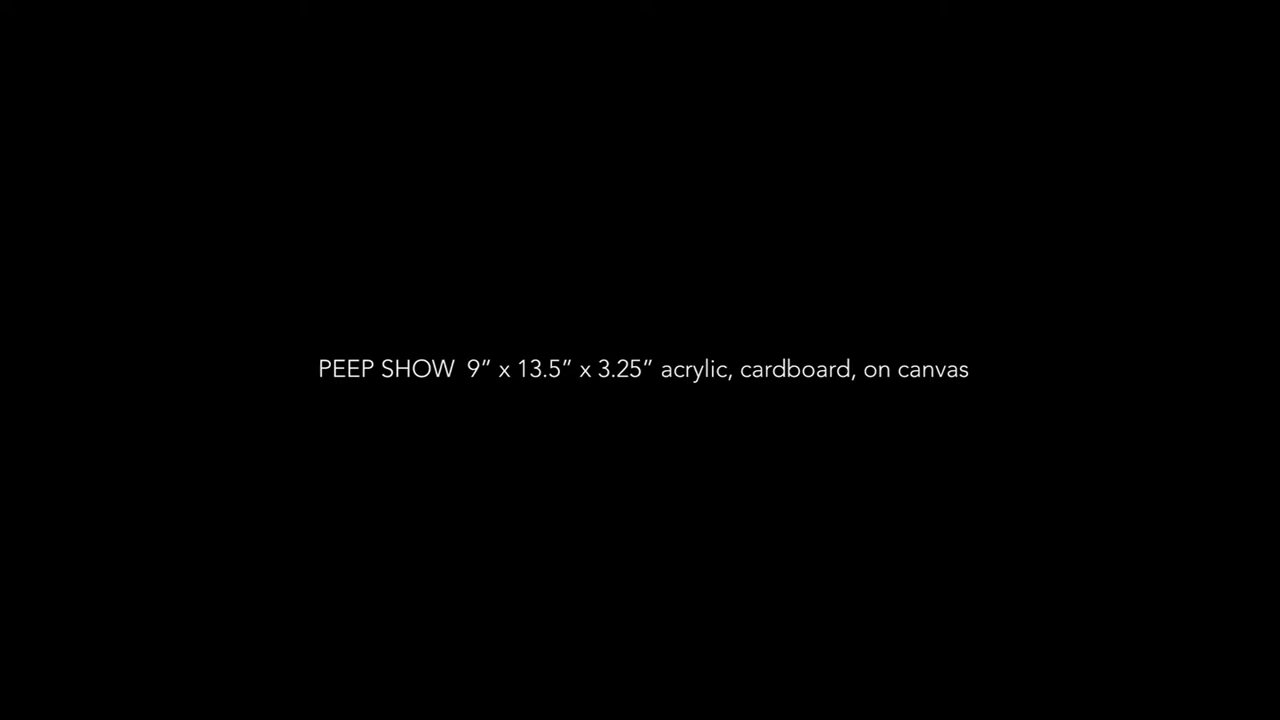 PEEP SHOW  9” x 13.5” x 3.25” acrylic, cardboard, on canvas